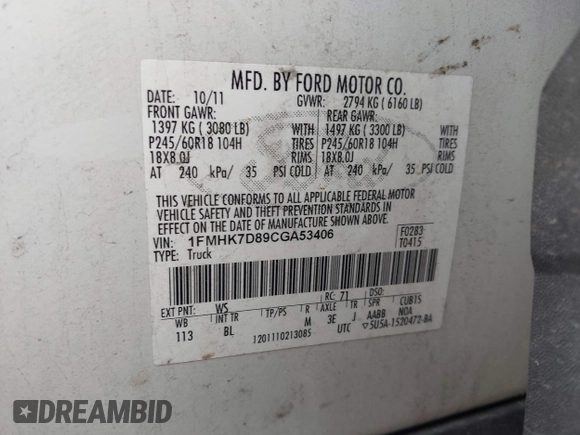 MFD. BY FORD MOTOR CO.
DATE: 10/11 GVWR: 2794 KG ( 6160 LB)
FRONT GAWR: REAR GAWR:
1397 KG ( 3080 LB) WITH 1497 KG ( 3300 LB) WITH
P245/60R18 104H TIRES P245/60R18 104H TIRES
18X8.0J RIMS 18X8.0J RIMS
AT 240 kPa/ 35 PSI COLD AT 240 kPa/ 35 PSI COLD
THIS VEHICLE CONFORMS TO ALL APPLICABLE FEDERAL MOTOR
VEHICLE SAFETY AND THEFT PREVENTION STANDARDS IN
EFFECT ON THE DATE OF MANUFACTURE SHOWN ABOVE.
VIN: 1FMHK7D89CGA53406 F0283
TYPE: Truck T0415
EXT PNT: WS RC: 71 DSO:
WB INT TR TP/PS R AXLE TR SPR CUBIS
113 BL M 3E J AABB NOA
1201110213085 UTC ▽5U5A-1520472-BA
DREAMBID